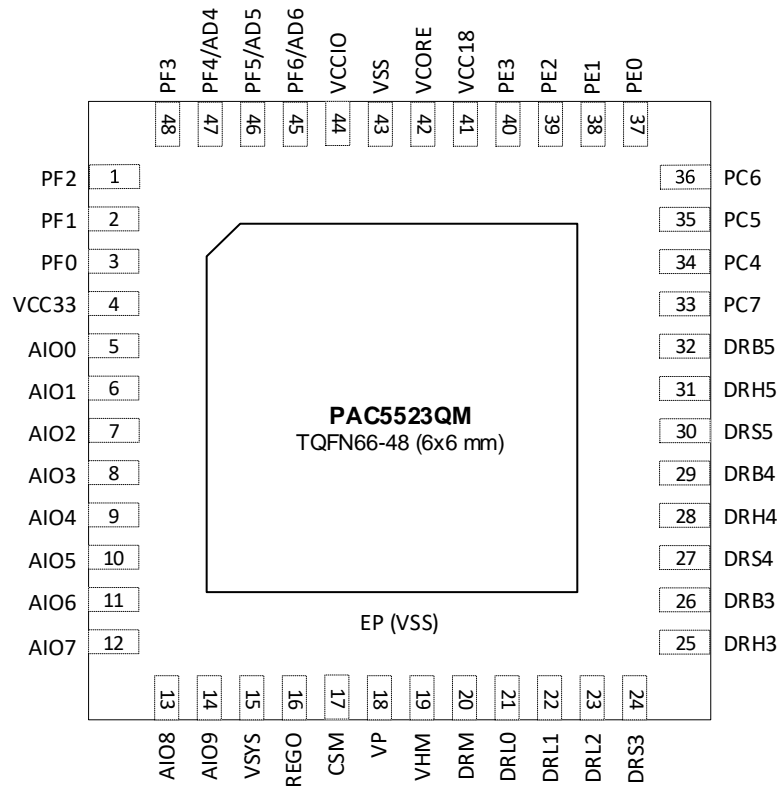 PF3 PF4/AD4 PF5/AD5 PF6/AD6 VCCIO VSS VCORE VCC18 PE3 PE2 PE1 PE0
48 47 46 45 44 43 42 41 40 39 38 37
PF2 1 36 PC6
PF1 2 35 PC5
PF0 3 34 PC4
VCC33 4 33 PC7
AIO0 5 32 DRB5
AIO1 6 31 DRH5
AIO2 7 30 DRS5
PAC5523QM
TQFN66-48 (6x6 mm)
AIO3 8 29 DRB4
AIO4 9 28 DRH4
AIO5 10 27 DRS4
AIO6 11 26 DRB3
EP (VSS)
AIO7 12 25 DRH3
13 14 15 16 17 18 19 20 21 22 23 24
AIO8 AIO9 VSYS REGO CSM VP VHM DRM DRL0 DRL1 DRL2 DRS3